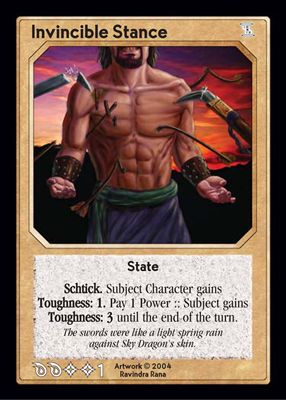 Invincible Stance
State
Schtick. Subject Character gains
Toughness: 1. Pay 1 Power :: Subject gains
Toughness: 3 until the end of the turn.
The swords were like a light spring rain
against Sky Dragon's skin.
1
Artwork © 2004
Ravindra Rana